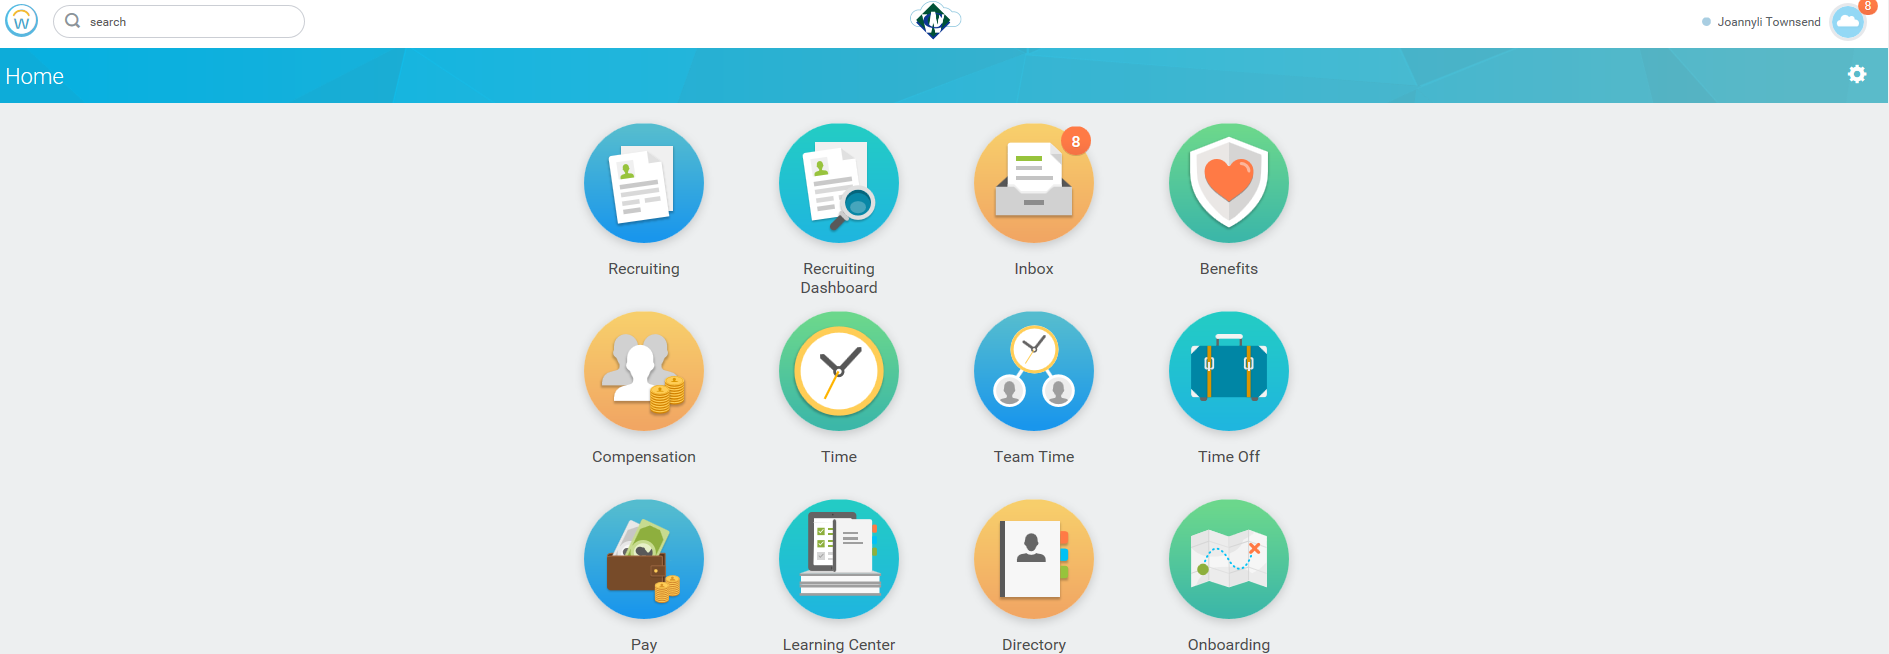 W
search
Joannyli Townsend
8
Home
8
Recruiting
Recruiting
Dashboard
Inbox
Benefits
Compensation
Time
Team Time
Time Off
Pay
Learning Center
Directory
Onboarding